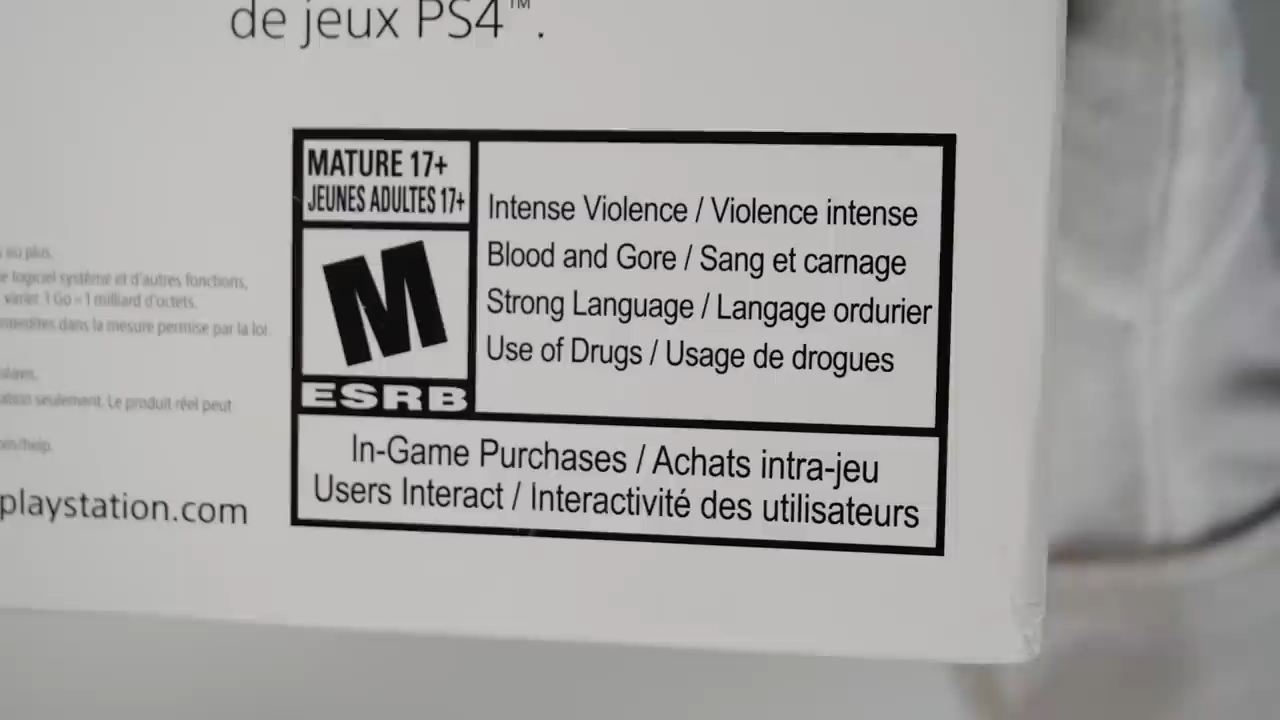 de jeux PS4™.
MATURE 17+
JEUNES ADULTES 17+
M
ESRB
Intense Violence / Violence intense
Blood and Gore / Sang et carnage
Strong Language / Langage ordurier
Use of Drugs / Usage de drogues
In-Game Purchases / Achats intra-jeu
Users Interact / Interactivité des utilisateurs
ou plus.
logiciel système et d'autres fonctions,
varier. 1 Go = 1 milliard d'octets.
interdites dans la mesure permise par la loi.
seulement. Le produit réel peut
playstation.com